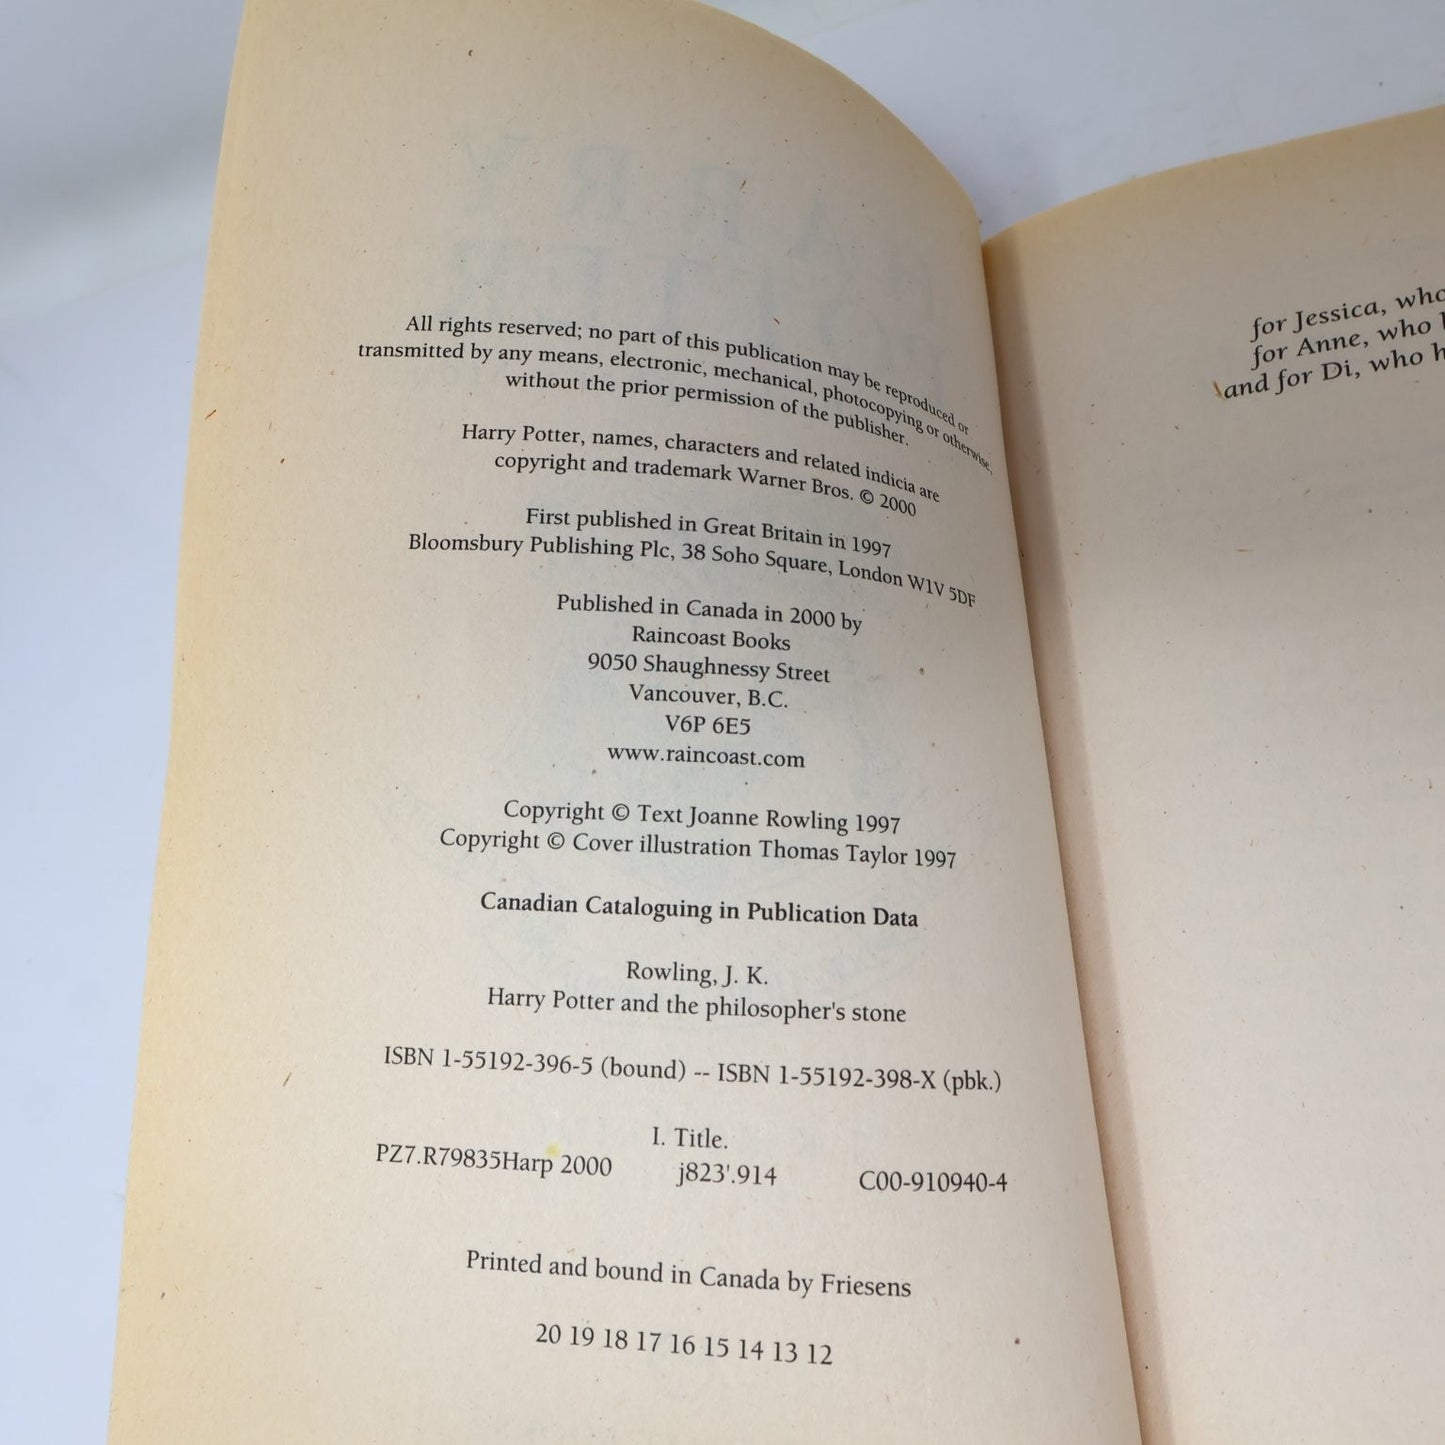 All rights reserved; no part of this publication may be reproduced or
transmitted by any means, electronic, mechanical, photocopying or otherwise,
without the prior permission of the publisher.
Harry Potter, names, characters and related indicia are
copyright and trademark Warner Bros. © 2000
First published in Great Britain in 1997
Bloomsbury Publishing Plc, 38 Soho Square, London W1V 5DF
Published in Canada in 2000 by
Raincoast Books
9050 Shaughnessy Street
Vancouver, B.C.
V6P 6E5
www.raincoast.com
Copyright © Text Joanne Rowling 1997
Copyright © Cover illustration Thomas Taylor 1997
Canadian Cataloguing in Publication Data
Rowling, J. K.
Harry Potter and the philosopher's stone
ISBN 1-55192-396-5 (bound) -- ISBN 1-55192-398-X (pbk.)
I. Title.
PZ7.R79835Harp 2000 j823'.914 C00-910940-4
Printed and bound in Canada by Friesens
20 19 18 17 16 15 14 13 12
for Jessica, who
for Anne, who
and for Di, who